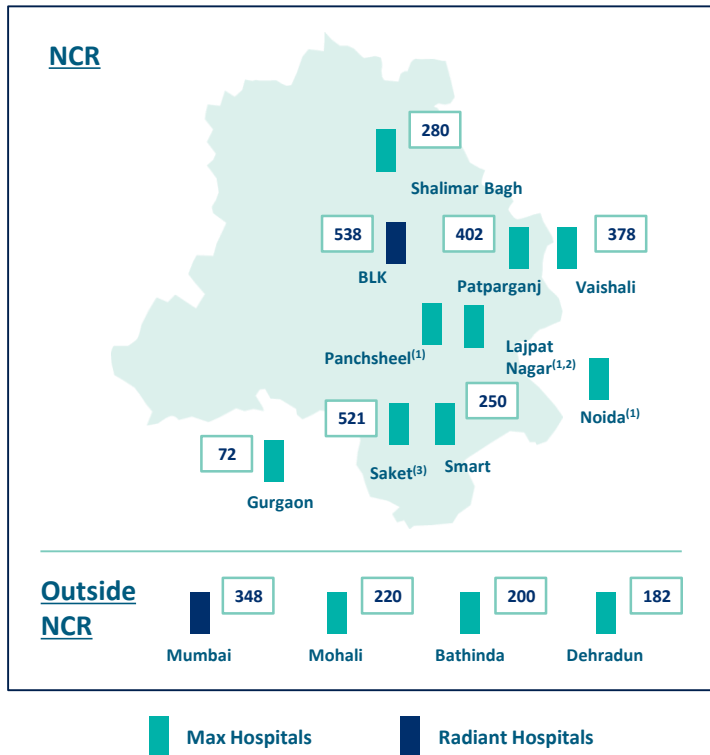 NCR
280
Shalimar Bagh
538
BLK
402
Patparganj
378
Vaishali
Panchsheel(1)
Lajpat
Nagar(1,2)
Noida(1)
521
Saket(3)
250
Smart
72
Gurgaon
Outside
NCR
348
Mumbai
220
Mohali
200
Bathinda
182
Dehradun
Max Hospitals
Radiant Hospitals